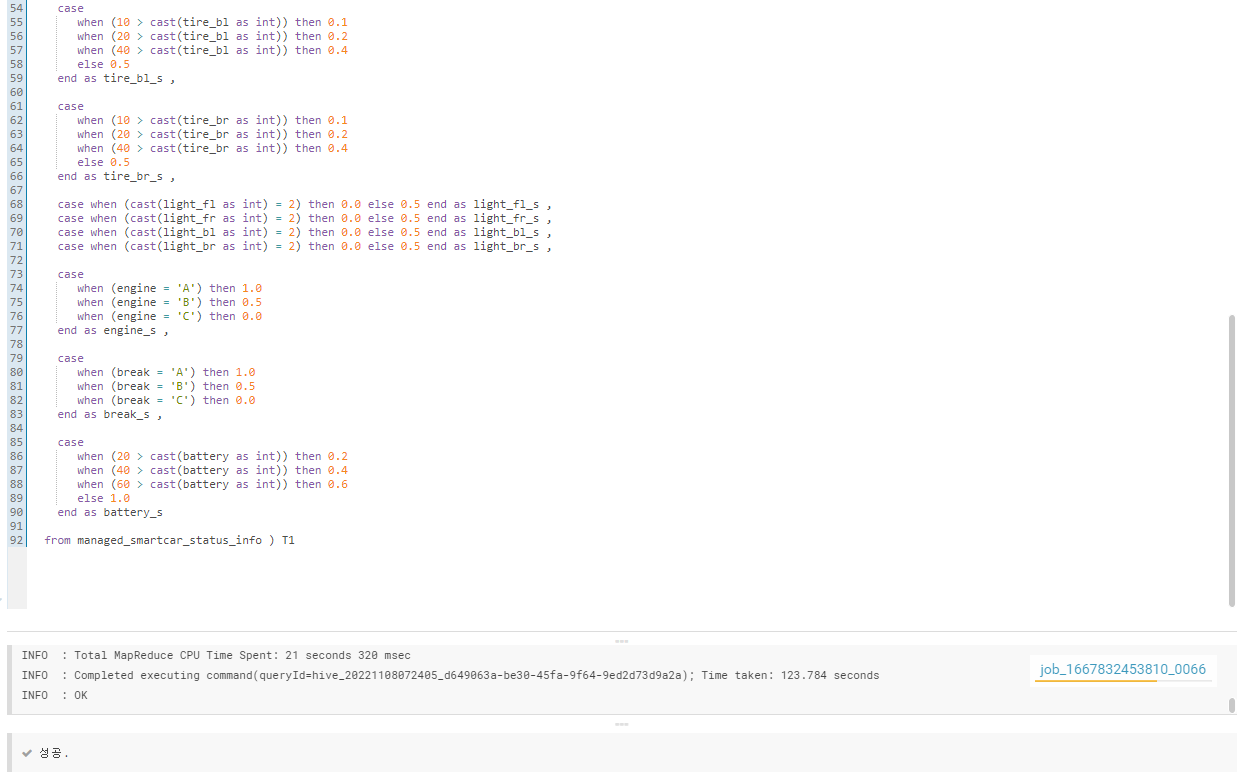 54 case
55 when (10 > cast(tire_bl as int)) then 0.1
56 when (20 > cast(tire_bl as int)) then 0.2
57 when (40 > cast(tire_bl as int)) then 0.4
58 else 0.5
59 end as tire_bl_s ,
60
61 case
62 when (10 > cast(tire_br as int)) then 0.1
63 when (20 > cast(tire_br as int)) then 0.2
64 when (40 > cast(tire_br as int)) then 0.4
65 else 0.5
66 end as tire_br_s ,
67
68 case when (cast(light_fl as int) = 2) then 0.0 else 0.5 end as light_fl_s ,
69 case when (cast(light_fr as int) = 2) then 0.0 else 0.5 end as light_fr_s ,
70 case when (cast(light_bl as int) = 2) then 0.0 else 0.5 end as light_bl_s ,
71 case when (cast(light_br as int) = 2) then 0.0 else 0.5 end as light_br_s ,
72
73 case
74 when (engine = 'A') then 1.0
75 when (engine = 'B') then 0.5
76 when (engine = 'C') then 0.0
77 end as engine_s ,
78
79 case
80 when (break = 'A') then 1.0
81 when (break = 'B') then 0.5
82 when (break = 'C') then 0.0
83 end as break_s ,
84
85 case
86 when (20 > cast(battery as int)) then 0.2
87 when (40 > cast(battery as int)) then 0.4
88 when (60 > cast(battery as int)) then 0.6
89 else 1.0
90 end as battery_s
91
92 from managed_smartcar_status_info ) T1
INFO : Total MapReduce CPU Time Spent: 21 seconds 320 msec
INFO : Completed executing command(queryId=hive_20221108072405_d649063a-be30-45fa-9f64-9ed2d73d9a2a); Time taken: 123.784 seconds
INFO : OK
job_1667832453810_0066
성공.